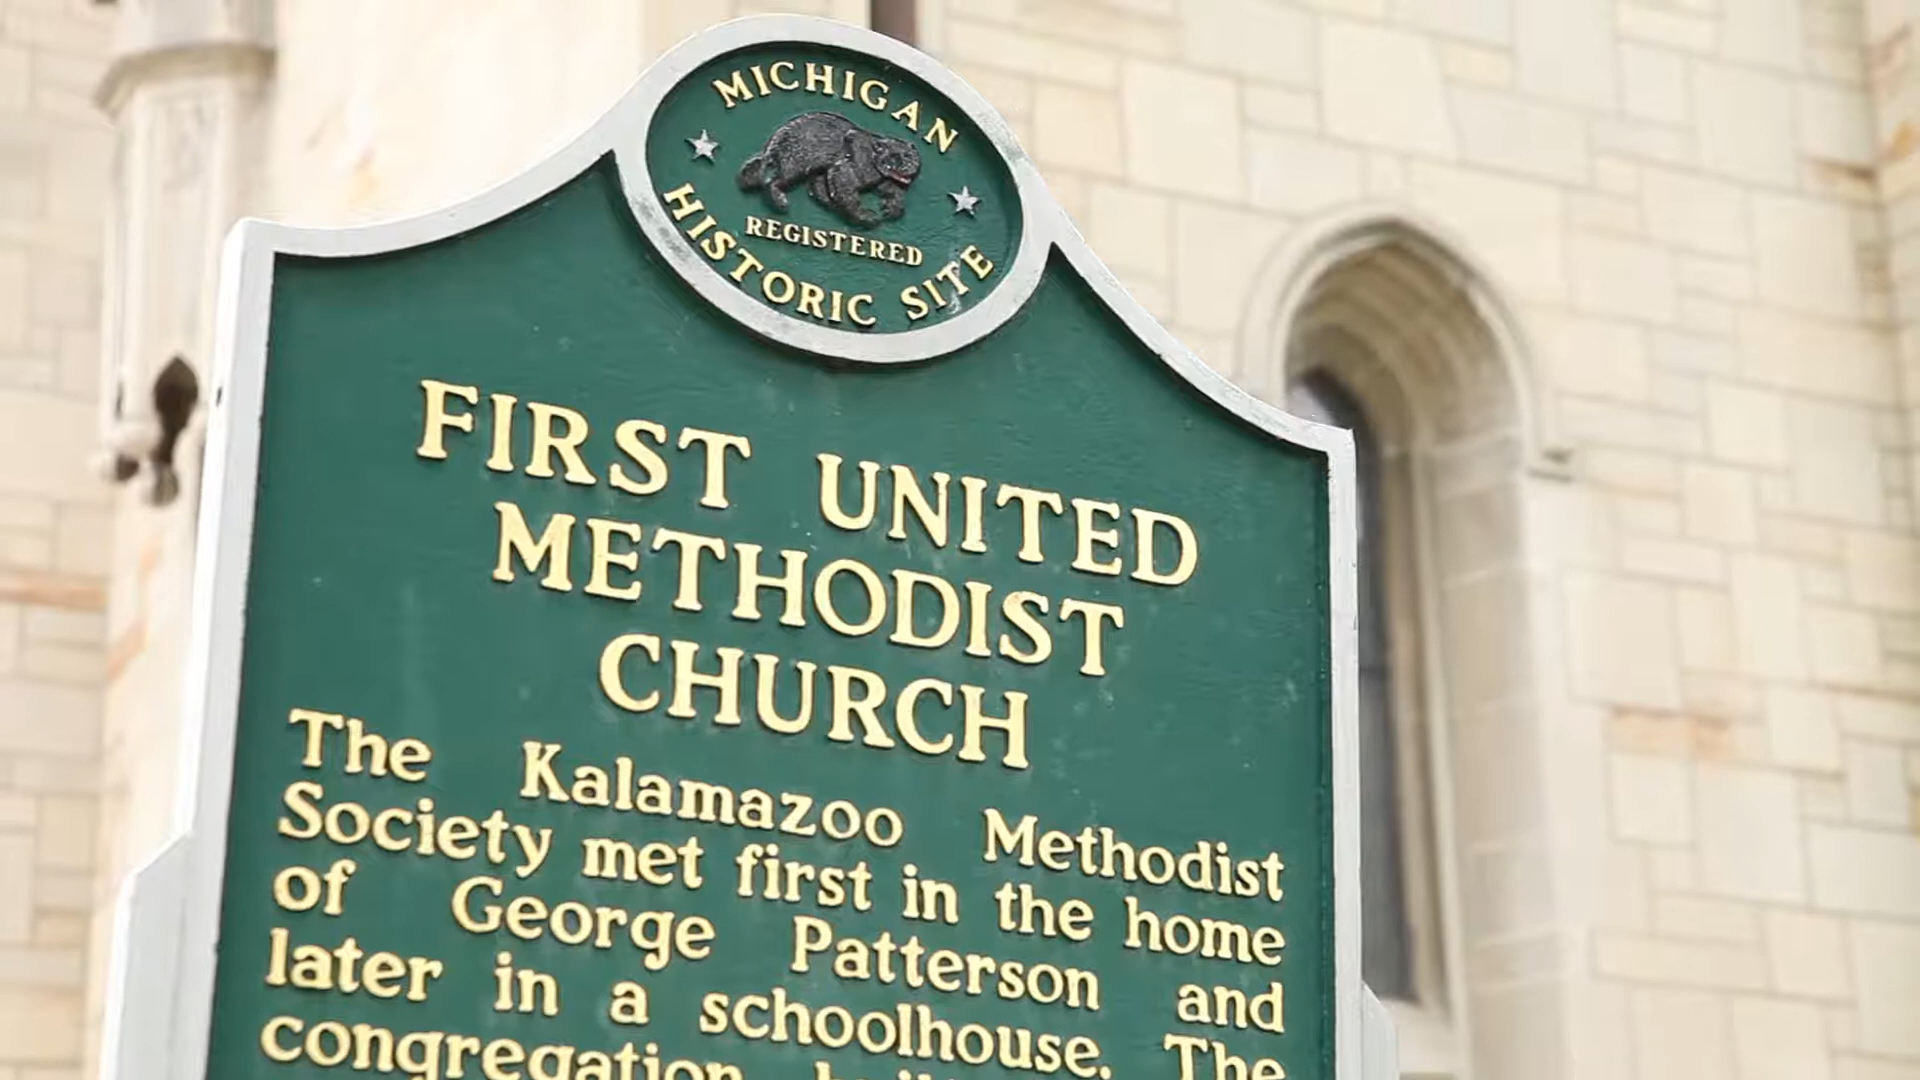 MICHIGAN
REGISTERED
HISTORIC SITE
FIRST UNITED
METHODIST
CHURCH
The Kalamazoo Methodist
Society met first in the home
of George Patterson and
later in a schoolhouse. The
congregation